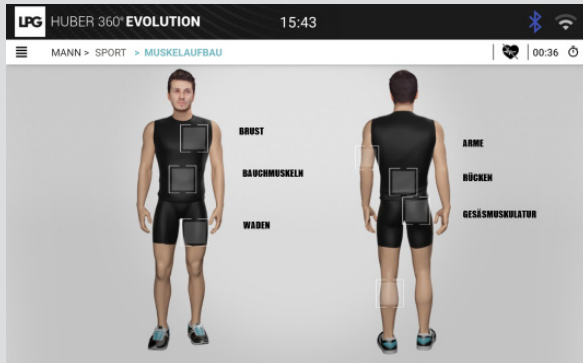 LPG HUBER 360° EVOLUTION 15:43
MANN > SPORT > MUSKELAUFBAU 00:36
BRUST
BAUCHMUSKELN
WADEN
ARME
RÜCKEN
GESÄSMUSKULATUR